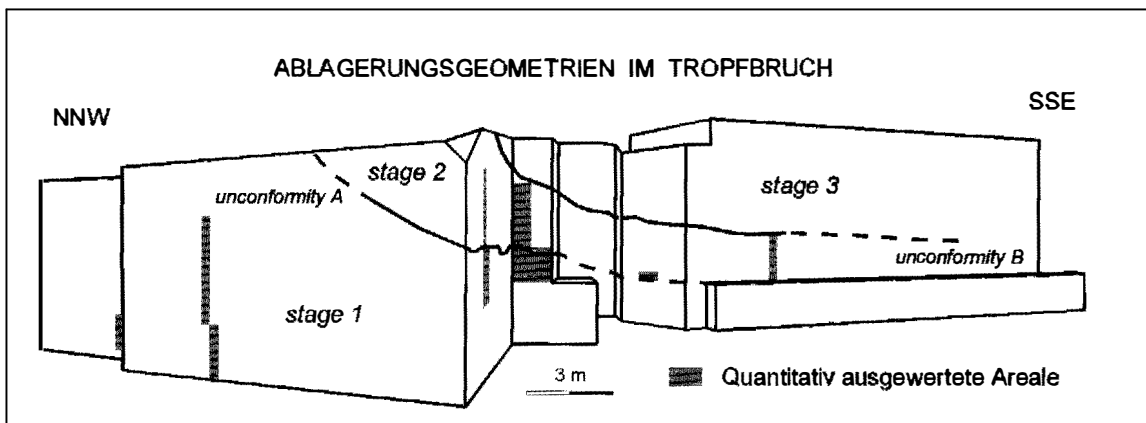 ABLAGERUNGSGEOMETRIEN IM TROPFBRUCH
NNW
SSE
stage 2
stage 3
unconformity A
unconformity B
stage 1
3 m
Quantitativ ausgewertete Areale